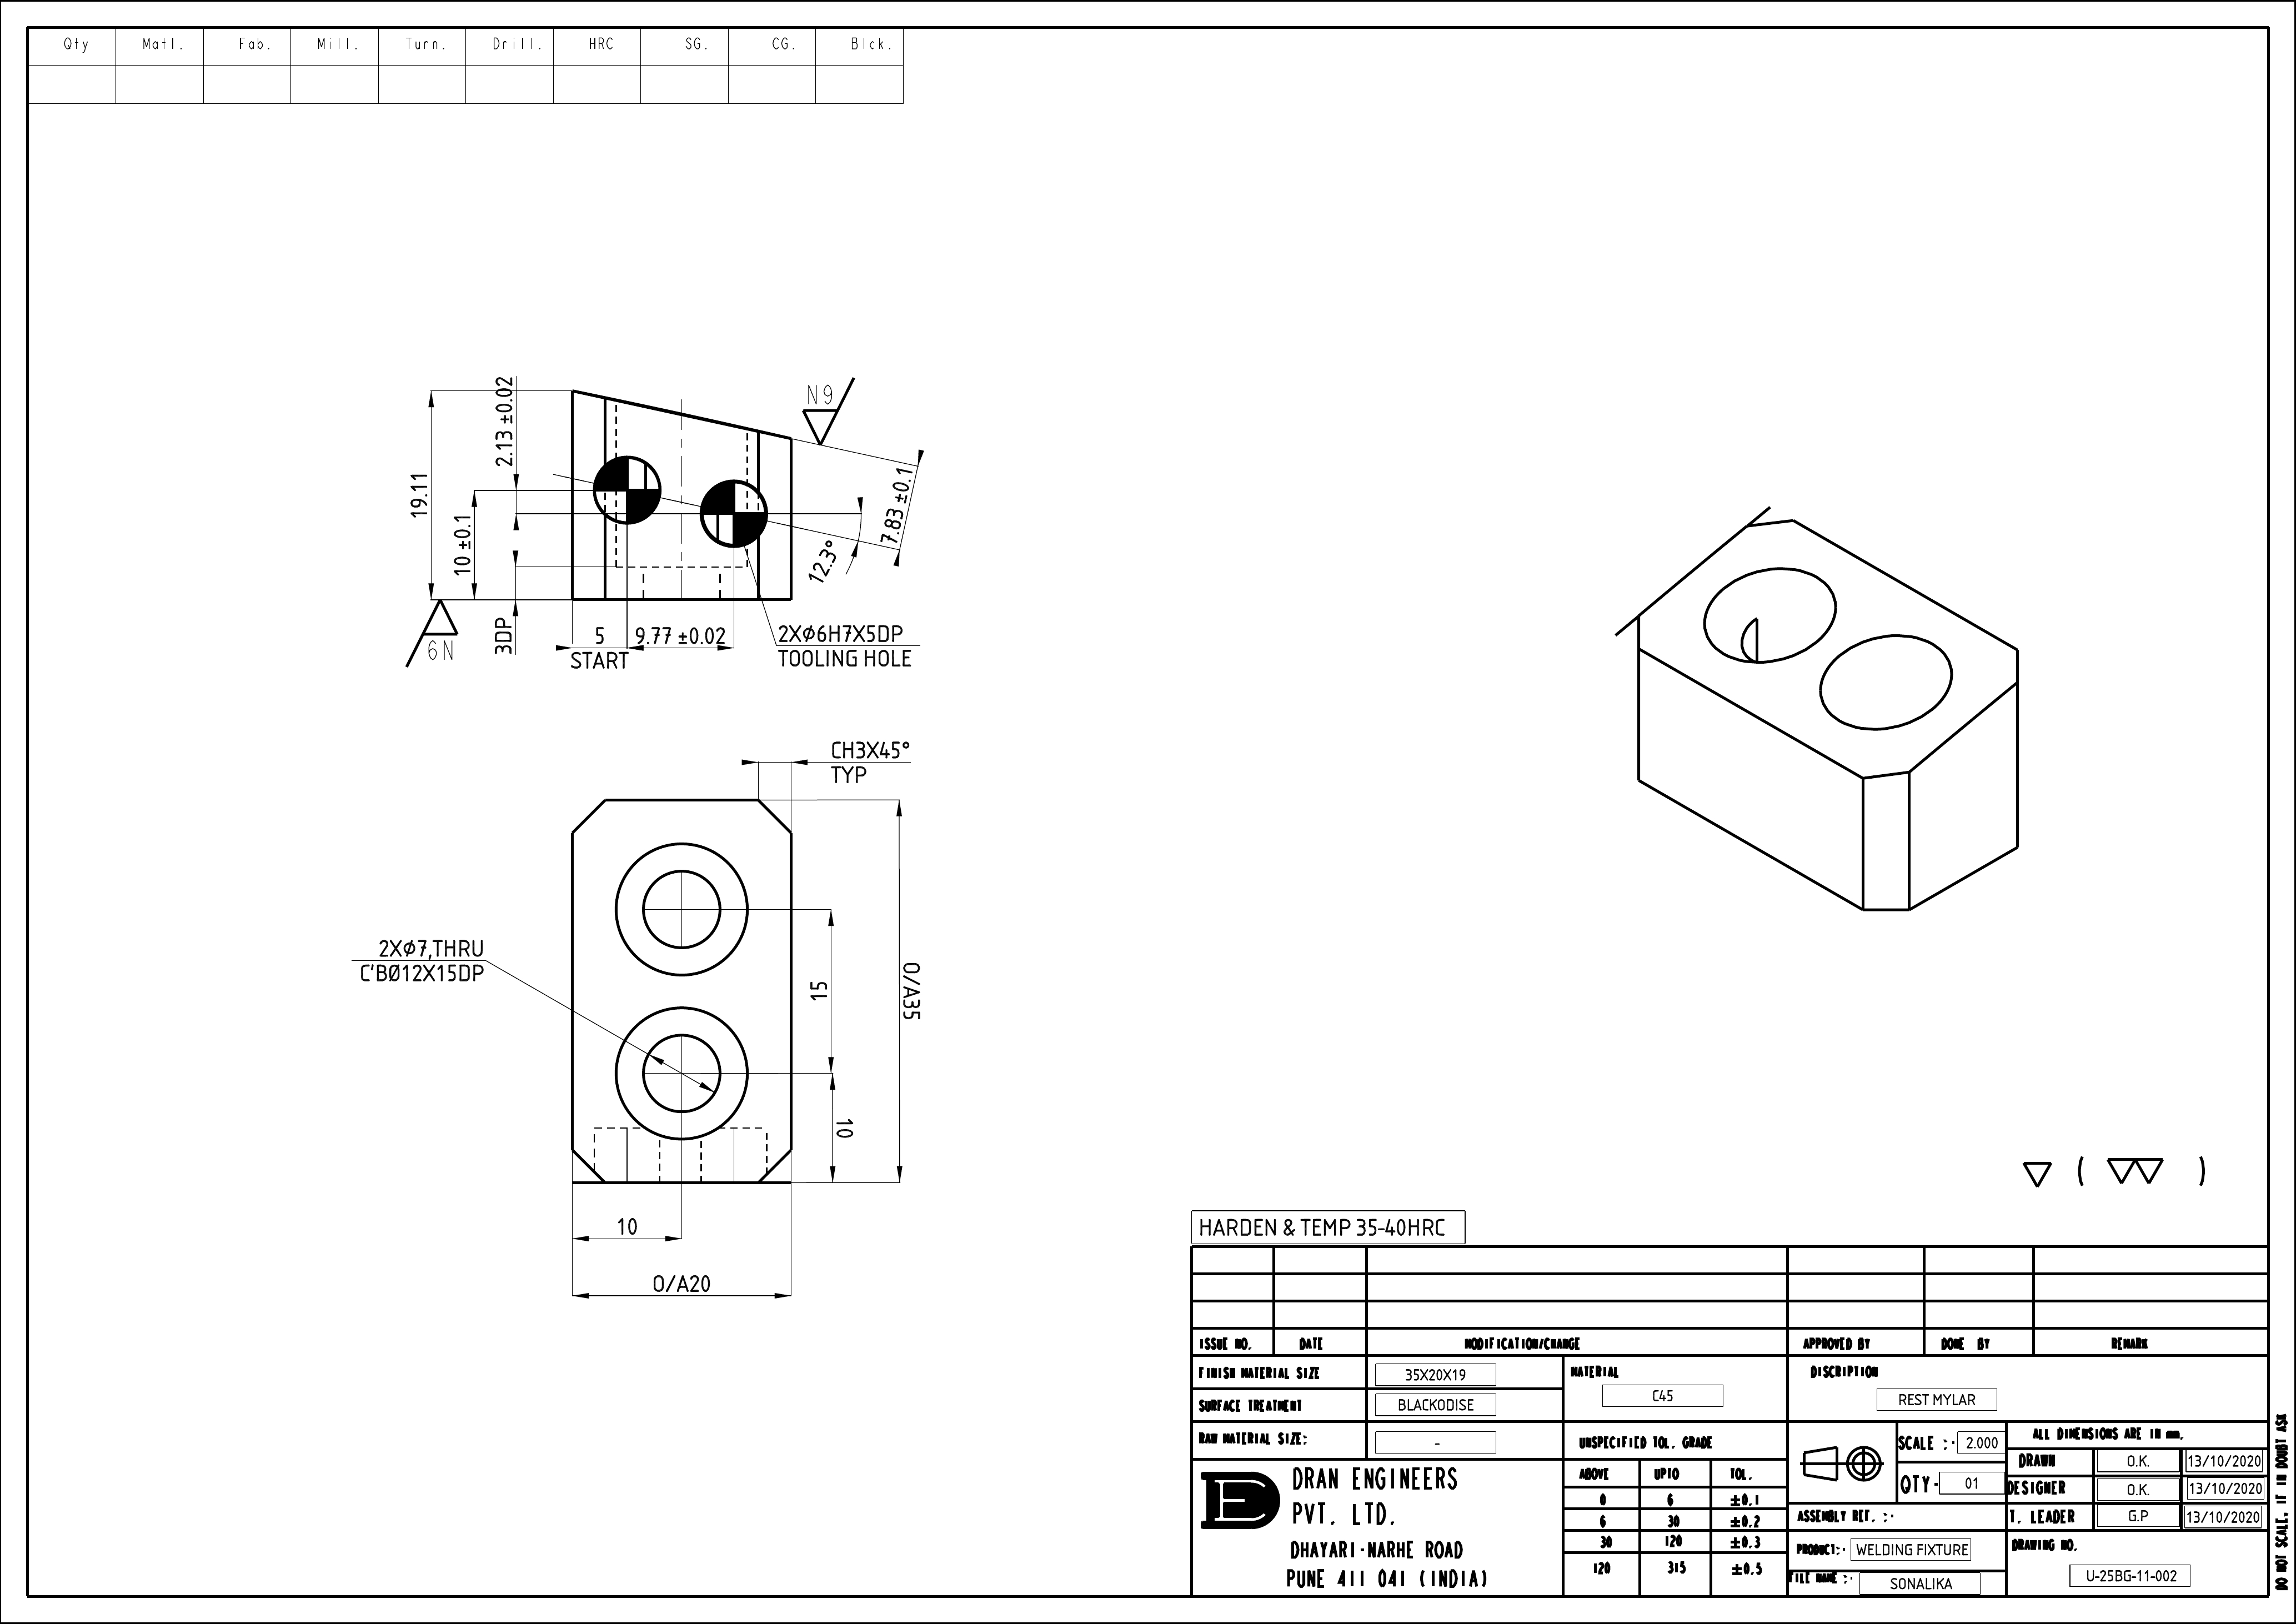 Qty Matl. Fab. Mill. Turn. Drill. HRC SG. CG. Blck.
N9
2.13 ±0.02
19.11
10 ±0.1
7.83 ±0.1
12.3°
6N
3DP
5
START
9.77 ±0.02
2XØ6H7X5DP
TOOLING HOLE
CH3X45°
TYP
2XØ7,THRU
C'BØ12X15DP
15
O/A35
10
10
O/A20
HARDEN & TEMP 35-40HRC
ISSUE NO. DATE MODIFICATION/CHANGE APPROVED BY DONE BY REMARK
FINISH MATERIAL SIZE 35X20X19
SURFACE TREATMENT BLACKODISE
RAW MATERIAL SIZE: -
MATERIAL
C45
DISCRIPTION
REST MYLAR
UNSPECIFIED TOL. GRADE
ABOVE UPTO TOL.
0 6 ±0.1
6 30 ±0.2
30 120 ±0.3
120 315 ±0.5
DRAN ENGINEERS
PVT. LTD.
DHAYARI-NARHE ROAD
PUNE 411 041 (INDIA)
SCALE :- 2.000
QTY- 01
ALL DIMENSIONS ARE IN mm.
DRAWN O.K. 13/10/2020
DESIGNER O.K. 13/10/2020
T. LEADER G.P 13/10/2020
ASSEMBLY REF. :-
PRODUCT:- WELDING FIXTURE
FILE NAME :- SONALIKA
DRAWING NO.
U-25BG-11-002
DO NOT SCALE, IF IN DOUBT ASK